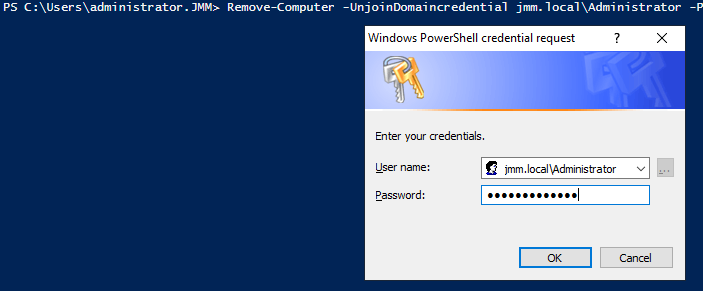 PS C:\Users\administrator.JMM> Remove-Computer -UnjoinDomaincredential jmm.local\Administrator -P
Windows PowerShell credential request ? ✕
Enter your credentials.
User name: jmm.local\Administrator ...
Password: ●●●●●●●●●●●●●
OK Cancel